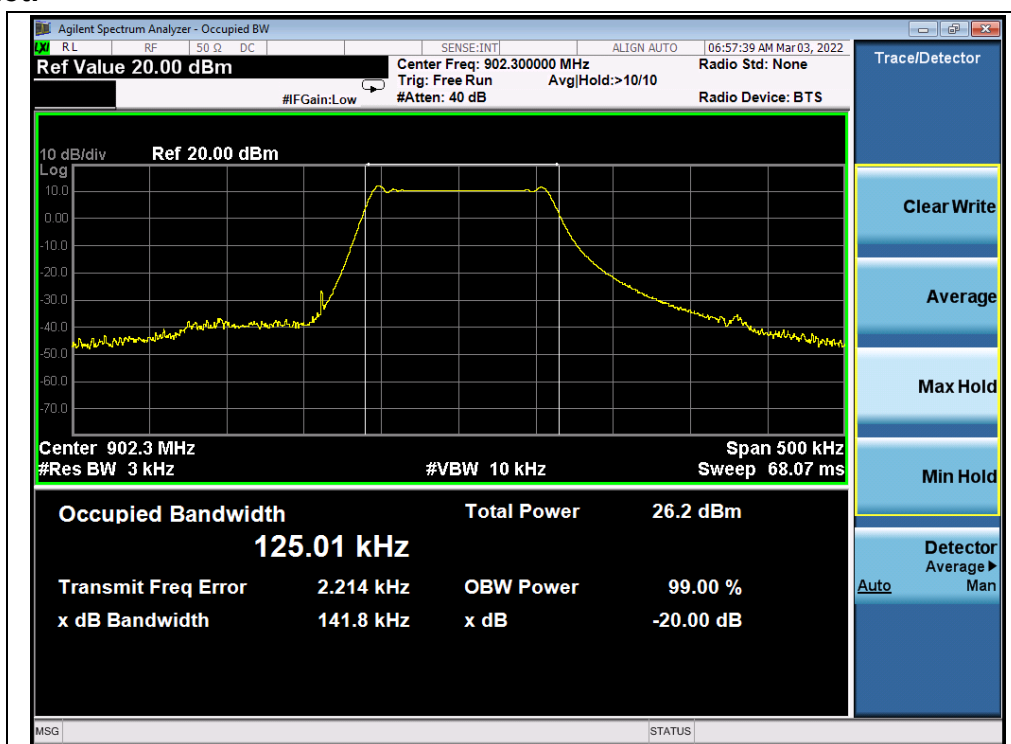 Agilent Spectrum Analyzer - Occupied BW
LXI RL RF 50 Ω DC SENSE:INT ALIGN AUTO 06:57:39 AM Mar 03, 2022
Ref Value 20.00 dBm Center Freq: 902.300000 MHz Radio Std: None
Trig: Free Run Avg|Hold:>10/10
#IFGain:Low #Atten: 40 dB Radio Device: BTS
10 dB/div Ref 20.00 dBm
Log
10.0
0.00
-10.0
-20.0
-30.0
-40.0
-50.0
-60.0
-70.0
Center 902.3 MHz Span 500 kHz
#Res BW 3 kHz #VBW 10 kHz Sweep 68.07 ms
Occupied Bandwidth Total Power 26.2 dBm
125.01 kHz
Transmit Freq Error 2.214 kHz OBW Power 99.00 %
x dB Bandwidth 141.8 kHz x dB -20.00 dB
MSG STATUS
Trace/Detector
Clear Write
Average
Max Hold
Min Hold
Detector
Average▶
Auto Man